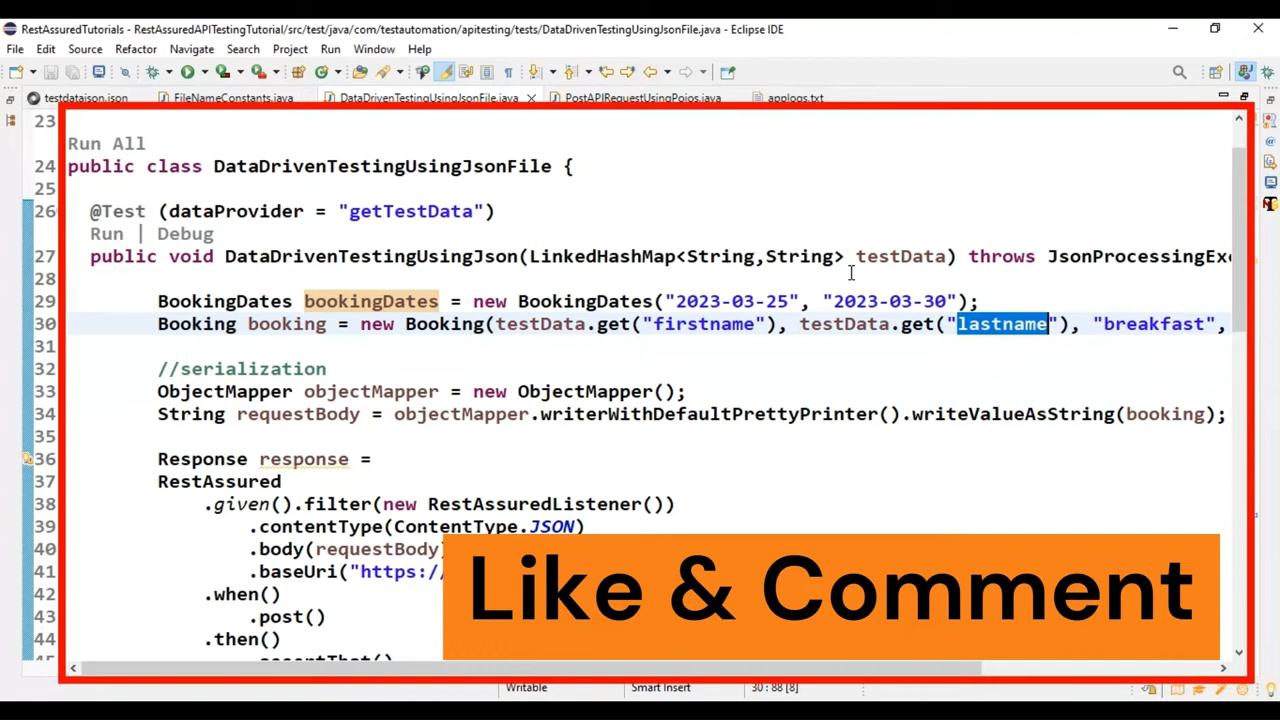 RestAssuredTutorials - RestAssuredAPITestingTutorial/src/test/java/com/testautomation/apitesting/tests/DataDrivenTestingUsingJsonFile.java - Eclipse IDE
File Edit Source Refactor Navigate Search Project Run Window Help
testdatajson.json FileNameConstants.java DataDrivenTestingUsingJsonFile.java PostAPIRequestUsingPojos.java applogs.txt
23
Run All
24 public class DataDrivenTestingUsingJsonFile {
25
26 @Test (dataProvider = "getTestData")
Run | Debug
27 public void DataDrivenTestingUsingJson(LinkedHashMap<String,String> testData) throws JsonProcessingExc
28
29 BookingDates bookingDates = new BookingDates("2023-03-25", "2023-03-30");
30 Booking booking = new Booking(testData.get("firstname"), testData.get("lastname"), "breakfast",
31
32 //serialization
33 ObjectMapper objectMapper = new ObjectMapper();
34 String requestBody = objectMapper.writerWithDefaultPrettyPrinter().writeValueAsString(booking);
35
36 Response response =
37 RestAssured
38 .given().filter(new RestAssuredListener())
39 .contentType(ContentType.JSON)
40 .body(requestBody)
41 .baseUri("https:/
42 .when()
43 .post()
44 .then()
.assertThat()
Like & Comment
Writable Smart Insert 30 : 88 [8]